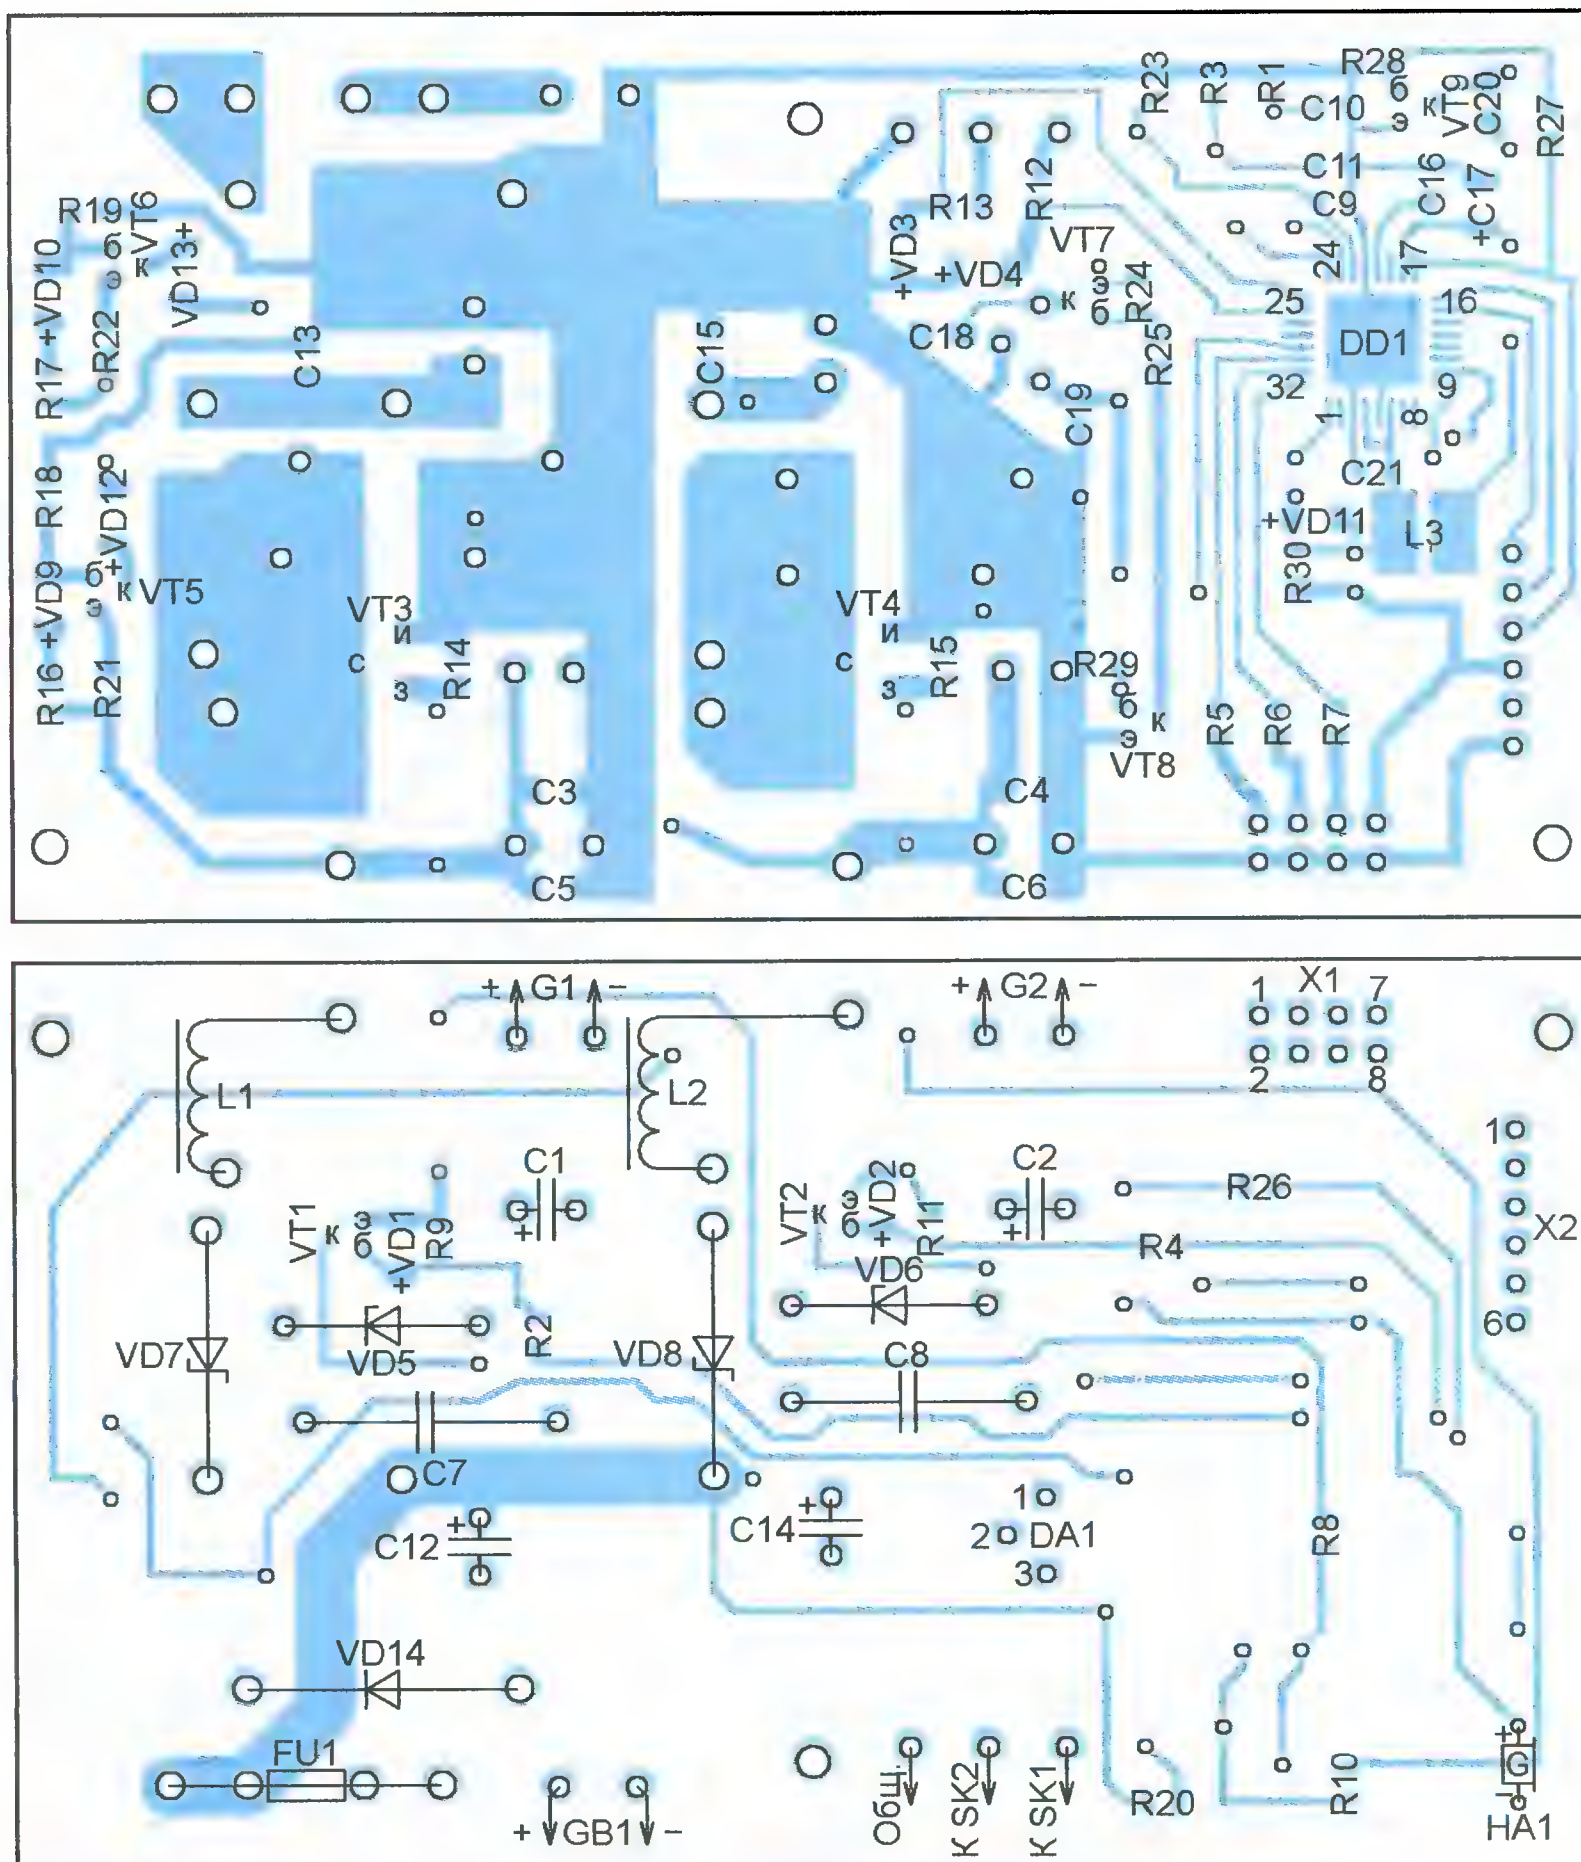 R28
R23
R3
R1
C10
б
к
э
VT9
C20
R27
C11
C16
R19
VT6
б
к
э
VD13+
R13
R12
C9
+C17
+VD3
VT7
24
17
R17 +VD10
+VD4
э
к
б
R24
25
16
R22
C13
C15
C18
R25
DD1
32
9
C19
1
8
R18
+VD12
C21
+VD11
L3
R16 +VD9
б
к
э
VT5
R30
VT3
и
с
з
R14
VT4
и
с
з
R15
R29
R21
б
к
э
VT8
R5
R6
R7
C3
C4
C5
C6
+ G1 −
+ G2 −
1 X1 7
2 8
L1
L2
1
C1
+
C2
+
VT1
к
э
б
+VD1
R9
VT2
к
э
б
+VD2
R11
R26
X2
R4
VD6
6
VD7
VD5
R2
VD8
C8
C7
C12
+
C14
+
1
2 DA1
3
R8
VD14
FU1
+
G
−
R10
R20
Общ.
К SK2
К SK1
+ GB1 −
HA1